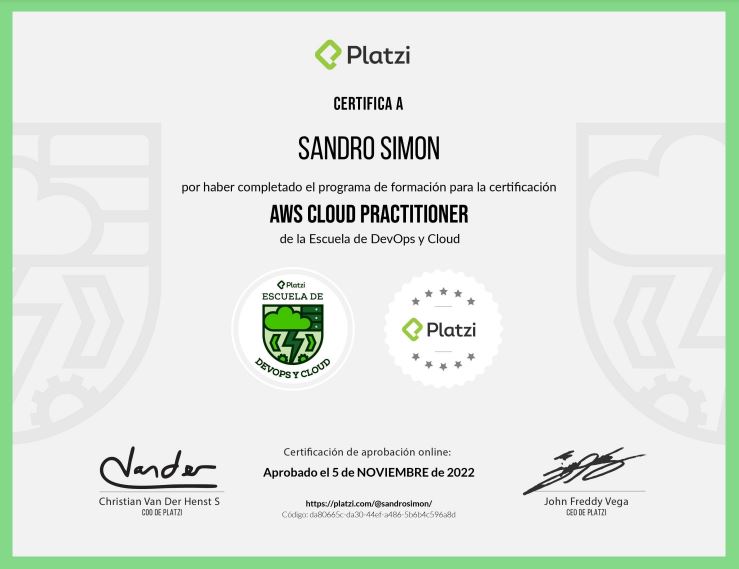 Platzi
CERTIFICA A
SANDRO SIMON
por haber completado el programa de formación para la certificación
AWS CLOUD PRACTITIONER
de la Escuela de DevOps y Cloud
Platzi
ESCUELA DE
DEVOPS Y CLOUD
Platzi
Vander
Christian Van Der Henst S
COO DE PLATZI
Certificación de aprobación online:
Aprobado el 5 de NOVIEMBRE de 2022
https://platzi.com/@sandrosimon/
Código: da80665c-da30-44ef-a486-5b6b4c596a8d
John Freddy Vega
CEO DE PLATZI